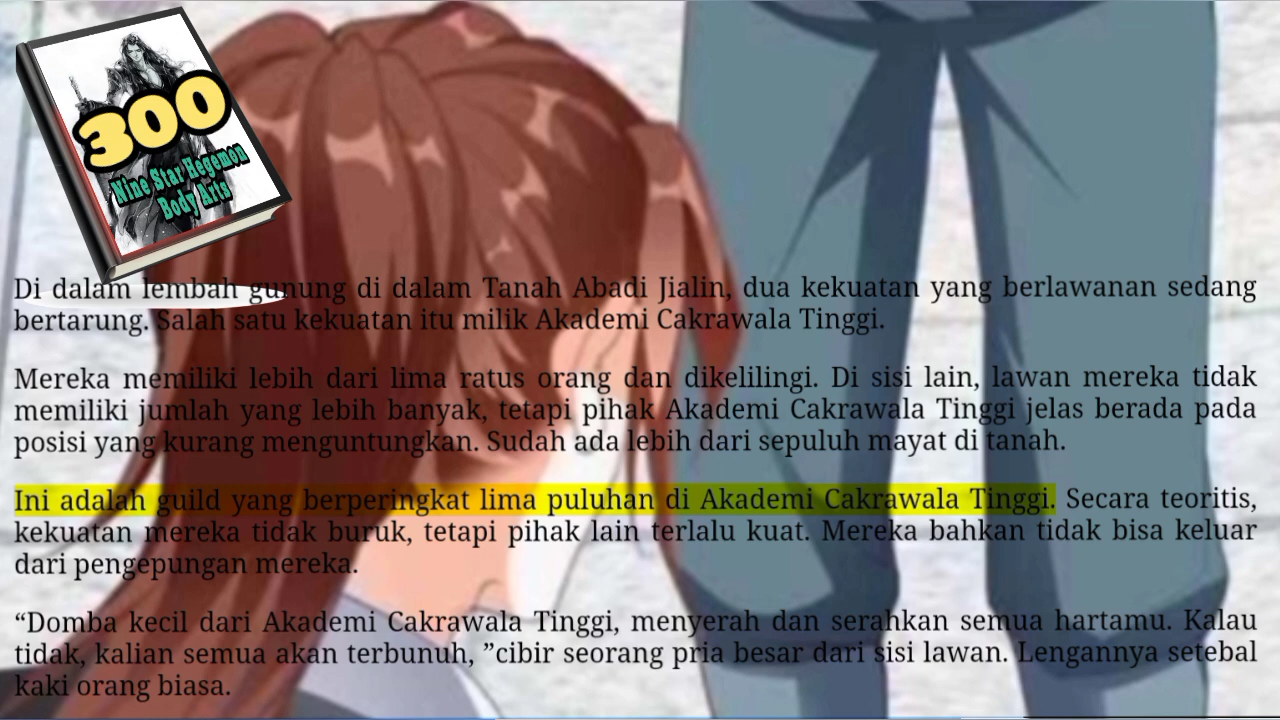 300
Nine Star Hegemon
Body Arts
Di dalam lembah gunung di dalam Tanah Abadi Jialin, dua kekuatan yang berlawanan sedang
bertarung. Salah satu kekuatan itu milik Akademi Cakrawala Tinggi.
Mereka memiliki lebih dari lima ratus orang dan dikelilingi. Di sisi lain, lawan mereka tidak
memiliki jumlah yang lebih banyak, tetapi pihak Akademi Cakrawala Tinggi jelas berada pada
posisi yang kurang menguntungkan. Sudah ada lebih dari sepuluh mayat di tanah.
Ini adalah guild yang berperingkat lima puluhan di Akademi Cakrawala Tinggi. Secara teoritis,
kekuatan mereka tidak buruk, tetapi pihak lain terlalu kuat. Mereka bahkan tidak bisa keluar
dari pengepungan mereka.
“Domba kecil dari Akademi Cakrawala Tinggi, menyerah dan serahkan semua hartamu. Kalau
tidak, kalian semua akan terbunuh, ”cibir seorang pria besar dari sisi lawan. Lengannya setebal
kaki orang biasa.